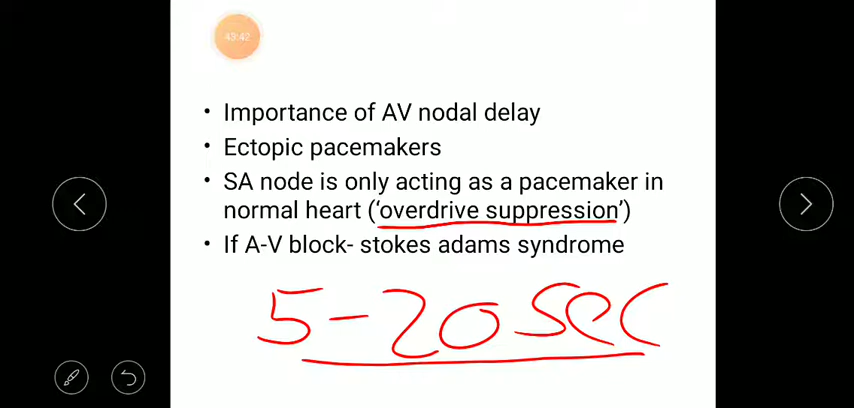 43:42
• Importance of AV nodal delay
• Ectopic pacemakers
• SA node is only acting as a pacemaker in
normal heart (‘overdrive suppression’)
• If A-V block- stokes adams syndrome
5-20 sec